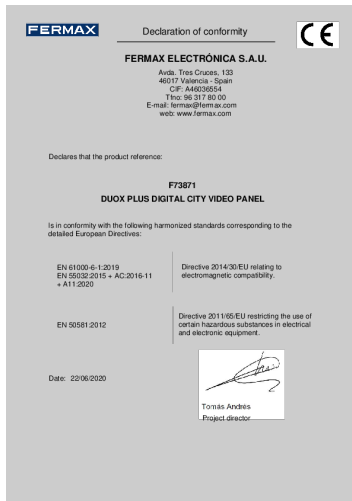 FERMAX
Declaration of conformity
CE
FERMAX ELECTRÓNICA S.A.U.
Avda. Tres Cruces, 133
46017 Valencia - Spain
CIF: A46036554
Tfno: 96 317 80 00
E-mail: fermax@fermax.com
web: www.fermax.com
Declares that the product reference:
F73871
DUOX PLUS DIGITAL CITY VIDEO PANEL
Is in conformity with the following harmonized standards corresponding to the
detailed European Directives:
EN 61000-6-1:2019
EN 55032:2015 + AC:2016-11
+ A11:2020
Directive 2014/30/EU relating to
electromagnetic compatibility.
EN 50581:2012
Directive 2011/65/EU restricting the use of
certain hazardous substances in electrical
and electronic equipment.
Date: 22/06/2020
Tomás Andrés
Project director